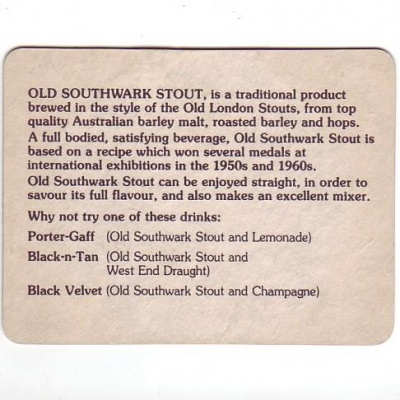 OLD SOUTHWARK STOUT, is a traditional product
brewed in the style of the Old London Stouts, from top
quality Australian barley malt, roasted barley and hops.
A full bodied, satisfying beverage, Old Southwark Stout is
based on a recipe which won several medals at
international exhibitions in the 1950s and 1960s.
Old Southwark Stout can be enjoyed straight, in order to
savour its full flavour, and also makes an excellent mixer.
Why not try one of these drinks:
Porter-Gaff (Old Southwark Stout and Lemonade)
Black-n-Tan (Old Southwark Stout and
West End Draught)
Black Velvet (Old Southwark Stout and Champagne)